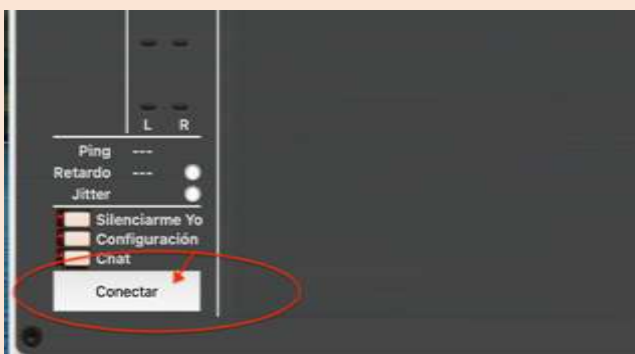 L R
Ping ---
Retardo ---
Jitter
Silenciarme Yo
Configuración
Chat
Conectar